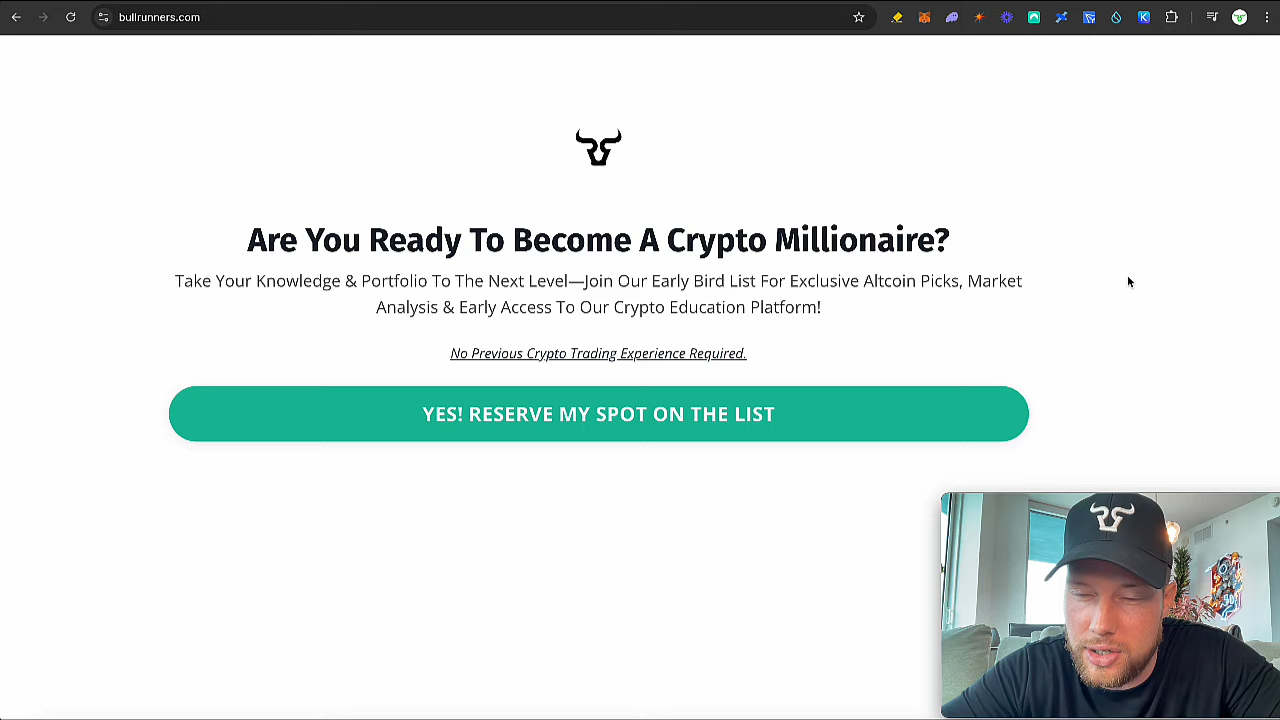 bullrunners.com
Are You Ready To Become A Crypto Millionaire?
Take Your Knowledge & Portfolio To The Next Level—Join Our Early Bird List For Exclusive Altcoin Picks, Market
Analysis & Early Access To Our Crypto Education Platform!
No Previous Crypto Trading Experience Required.
YES! RESERVE MY SPOT ON THE LIST